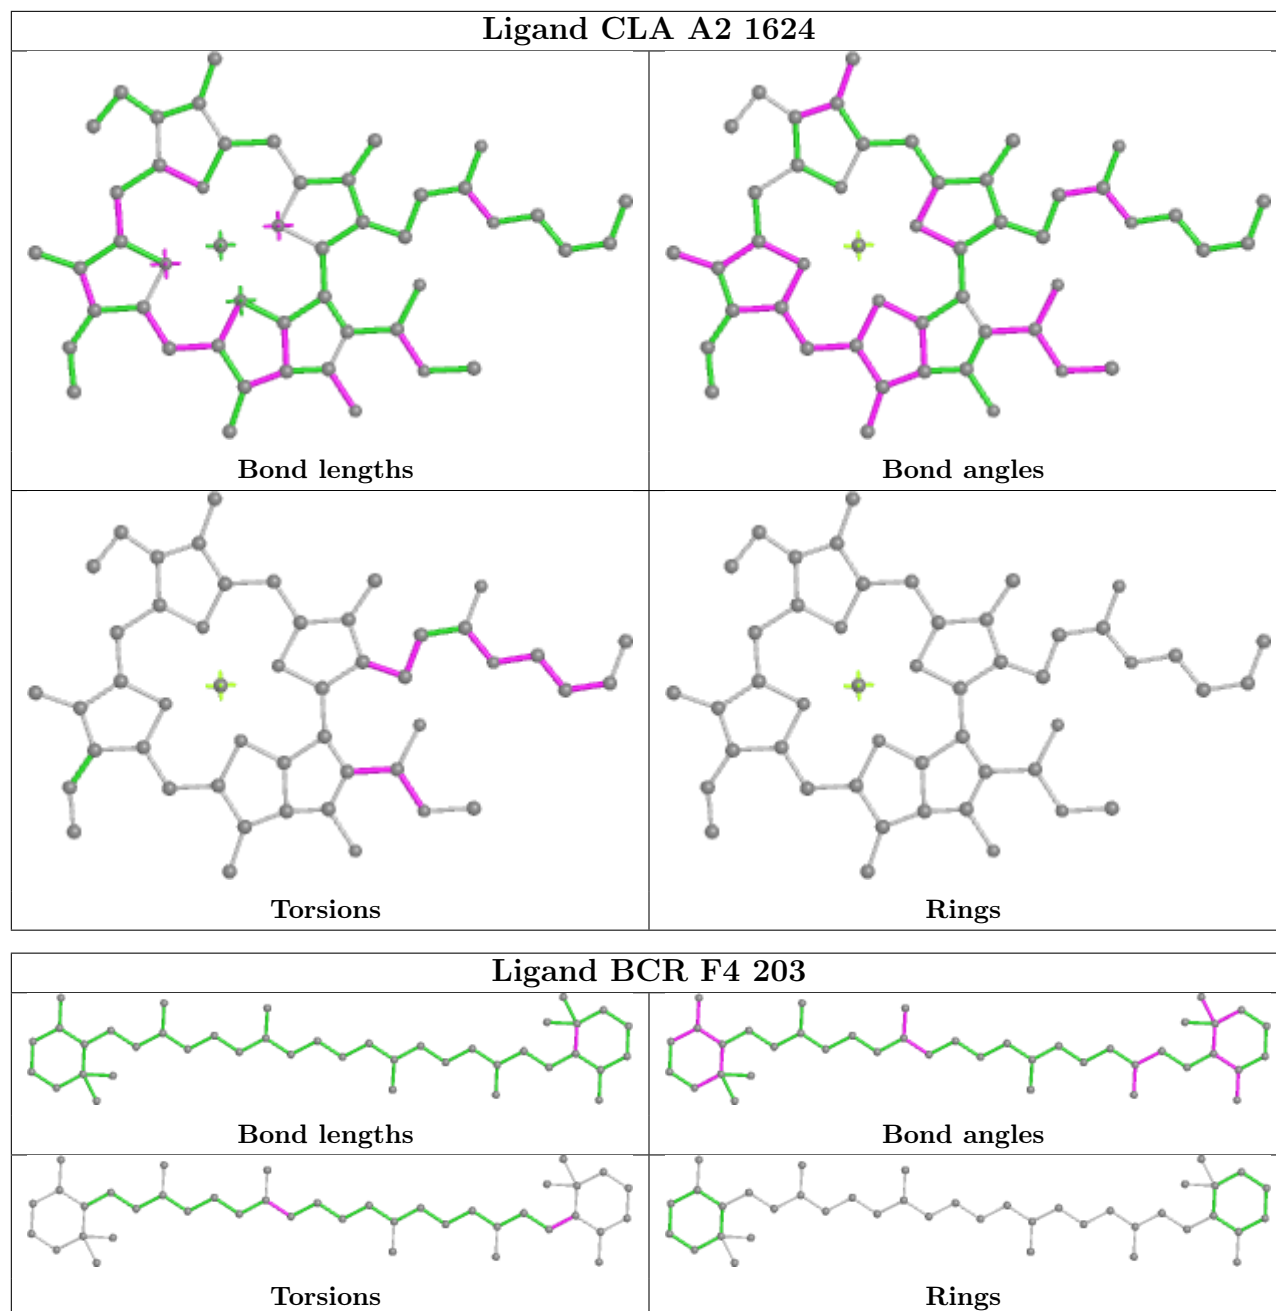 Ligand CLA A2 1624
Bond lengths
Bond angles
Torsions
Rings
Ligand BCR F4 203
Bond lengths
Bond angles
Torsions
Rings